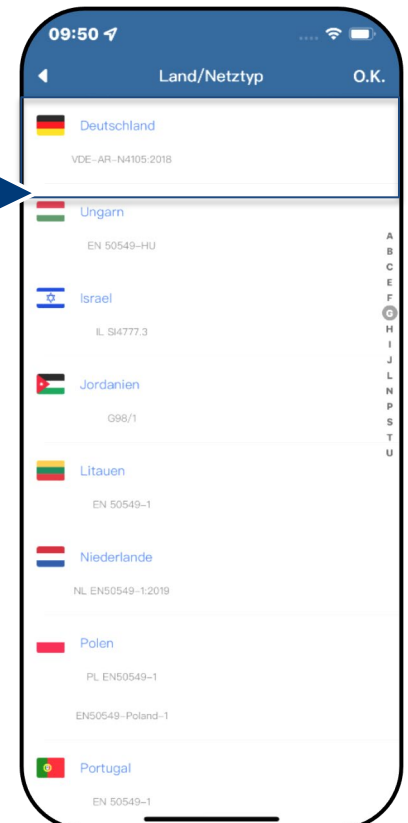 09:50
Land/Netztyp
O.K.
Deutschland
VDE-AR-N4105:2018
Ungarn
EN 50549-HU
Israel
IL SI4777.3
Jordanien
G98/1
Litauen
EN 50549-1
Niederlande
NL EN50549-1:2019
Polen
PL EN50549-1
EN50549-Poland-1
Portugal
EN 50549-1
A
B
C
E
F
G
H
I
J
L
N
P
S
T
U